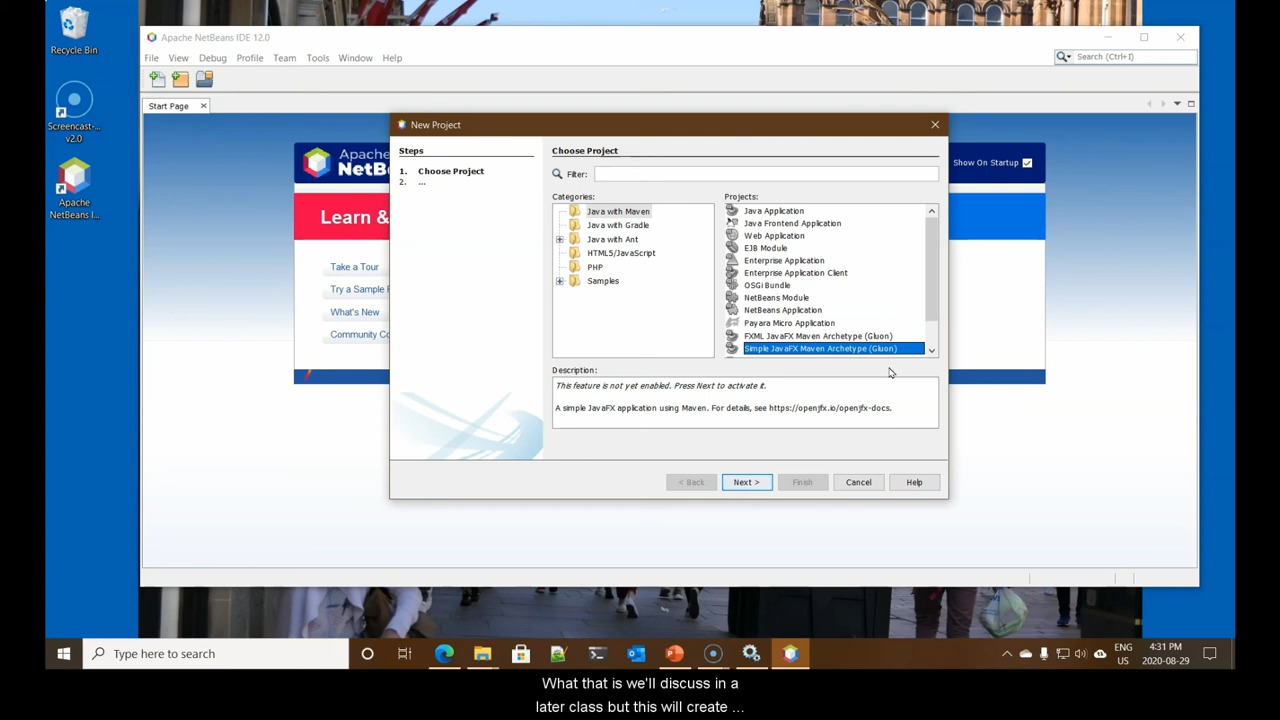 Recycle Bin
Screencast-...
v2.0
Apache
NetBeans I...
Apache NetBeans IDE 12.0
File View Debug Profile Team Tools Window Help
Search (Ctrl+I)
Start Page
Apache
NetBe
Show On Startup
Learn &
Take a Tour
Try a Sample P
What's New
Community Co
New Project
Steps
1. Choose Project
2. ...
Choose Project
Filter:
Categories:
Java with Maven
Java with Gradle
Java with Ant
HTML5/JavaScript
PHP
Samples
Projects:
Java Application
Java Frontend Application
Web Application
EJB Module
Enterprise Application
Enterprise Application Client
OSGi Bundle
NetBeans Module
NetBeans Application
Payara Micro Application
FXML JavaFX Maven Archetype (Gluon)
Simple JavaFX Maven Archetype (Gluon)
Description:
This feature is not yet enabled. Press Next to activate it.
A simple JavaFX application using Maven. For details, see https://openjfx.io/openjfx-docs.
< Back Next > Finish Cancel Help
Type here to search
ENG
US
4:31 PM
2020-08-29
What that is we'll discuss in a
later class but this will create ...